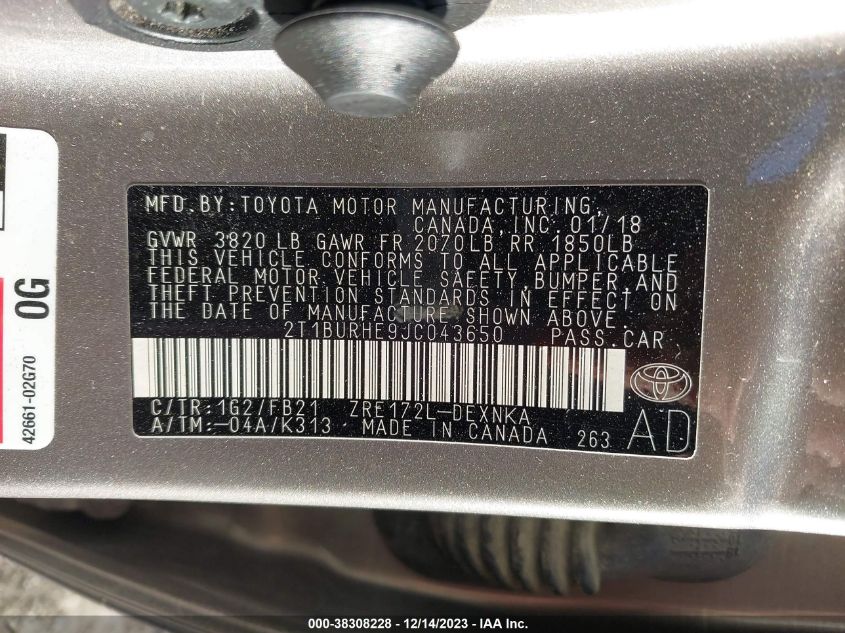 MFD.BY:TOYOTA MOTOR MANUFACTURING,
CANADA, INC. 01/18
GVWR 3820 LB GAWR FR 2070LB RR 1850LB
THIS VEHICLE CONFORMS TO ALL APPLICABLE
FEDERAL MOTOR VEHICLE SAFETY, BUMPER, AND
THEFT PREVENTION STANDARDS IN EFFECT ON
THE DATE OF MANUFACTURE SHOWN ABOVE.
2T1BURHE9JC043650 PASS.CAR
C/TR:1G2/FB21 ZRE172L-DEXNKA
A/TM:-04A/K313 MADE IN CANADA 263
AD
OG
42661-02G70
000-38308228 - 12/14/2023 - IAA Inc.